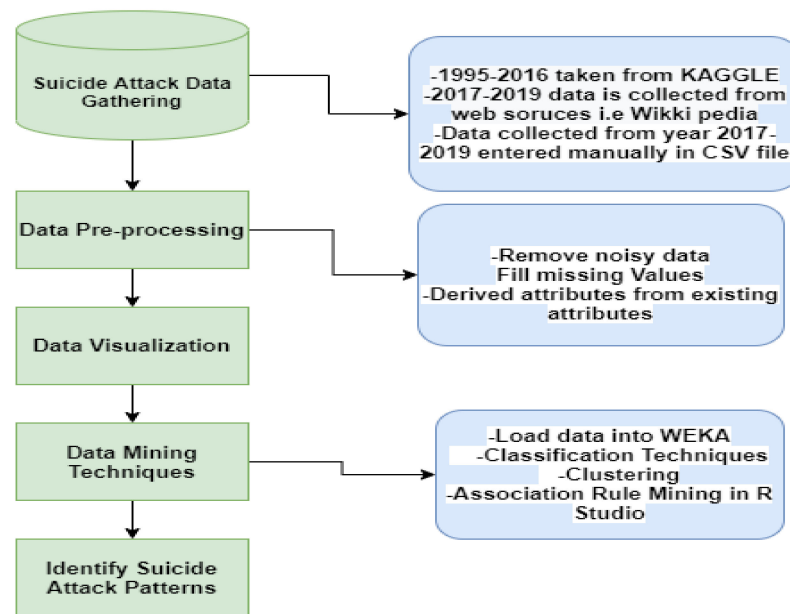 Suicide Attack Data
Gathering
-1995-2016 taken from KAGGLE
-2017-2019 data is collected from
web soruces i.e Wikki pedia
-Data collected from year 2017-
2019 entered manually in CSV file
Data Pre-processing
-Remove noisy data
Fill missing Values
-Derived attributes from existing
attributes
Data Visualization
Data Mining
Techniques
-Load data into WEKA
-Classification Techniques
-Clustering
-Association Rule Mining in R
Studio
Identify Suicide
Attack Patterns